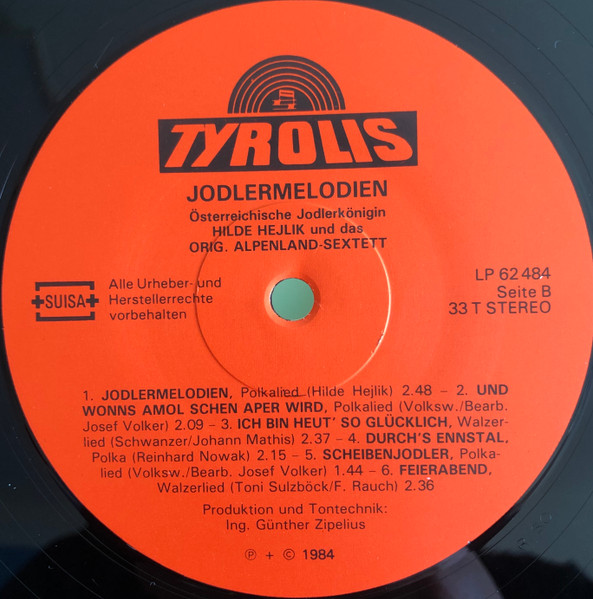 TYROLIS
JODLERMELODIEN
Österreichische Jodlerkönigin
HILDE HEJLIK und das
ORIG. ALPENLAND-SEXTETT
+SUISA+
Alle Urheber- und
Herstellerrechte
vorbehalten
LP 62 484
Seite B
33 T STEREO
1. JODLERMELODIEN, Polkalied (Hilde Hejlik) 2.48 – 2. UND
WONNS AMOL SCHEN APER WIRD, Polkalied (Volksw./Bearb.
Josef Volker) 2.09 – 3. ICH BIN HEUT' SO GLÜCKLICH, Walzer-
lied (Schwanzer/Johann Mathis) 2.37 – 4. DURCH'S ENNSTAL,
Polka (Reinhard Nowak) 2.15 – 5. SCHEIBENJODLER, Polka-
lied (Volksw./Bearb. Josef Volker) 1.44 – 6. FEIERABEND,
Walzerlied (Toni Sulzböck/F. Rauch) 2.36
Produktion und Tontechnik:
Ing. Günther Zipelius
℗ + © 1984